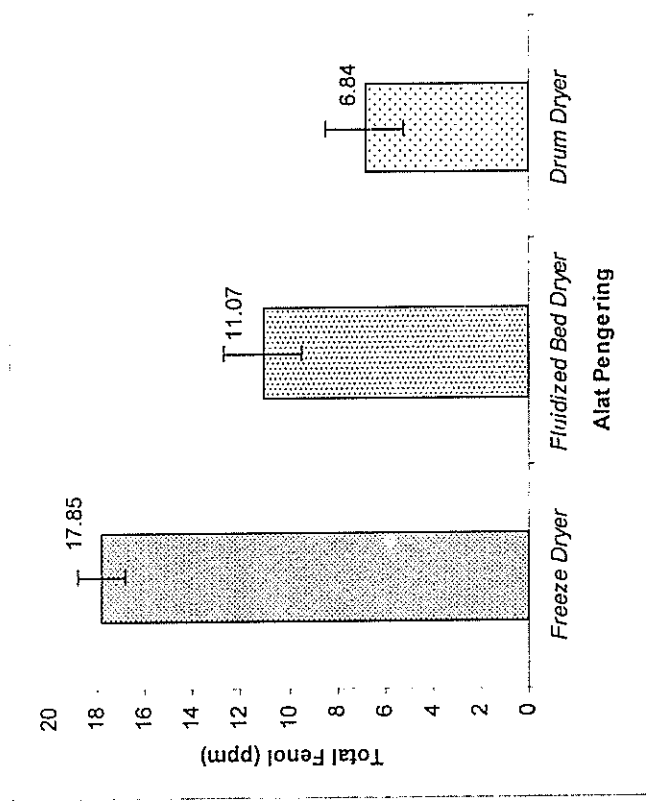 Total Fenol (ppm)
20
18
16
14
12
10
8
6
4
2
0
17.85
11.07
6.84
Freeze Dryer
Fluidized Bed Dryer
Drum Dryer
Alat Pengering